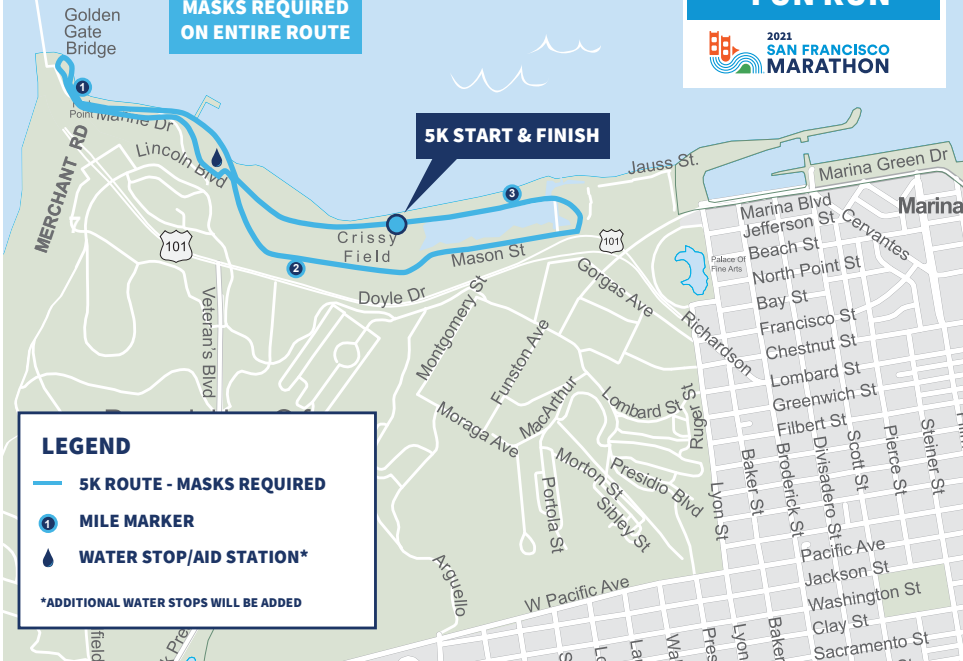 Golden
Gate
Bridge
MASKS REQUIRED
ON ENTIRE ROUTE
FUN RUN
2021
SAN FRANCISCO
MARATHON
1
Point
Marine Dr
MERCHANT RD
Lincoln Blvd
5K START & FINISH
3
Jauss St.
Marina Green Dr
Marina Blvd
Marina
Jefferson St
Cervantes
Beach St
Palace Of
Fine Arts
North Point St
Bay St
Francisco St
Chestnut St
Lombard St
Greenwich St
Filbert St
101
Crissy
Field
2
Mason St
101
Gorgas Ave
Doyle Dr
Richardson
Veteran's Blvd
Montgomery St
Funston Ave
MacArthur
Lombard St
Ruger St
Moraga Ave
Morton St
Presidio Blvd
Portola St
Sibley St
Lyon St
Baker St
Broderick St
Divisadero St
Scott St
Pierce St
Steiner St
LEGEND
5K ROUTE - MASKS REQUIRED
1
MILE MARKER
WATER STOP/AID STATION*
*ADDITIONAL WATER STOPS WILL BE ADDED
Arguello
W Pacific Ave
Pacific Ave
Jackson St
Washington St
Clay St
Sacramento St
Lyon
Baker